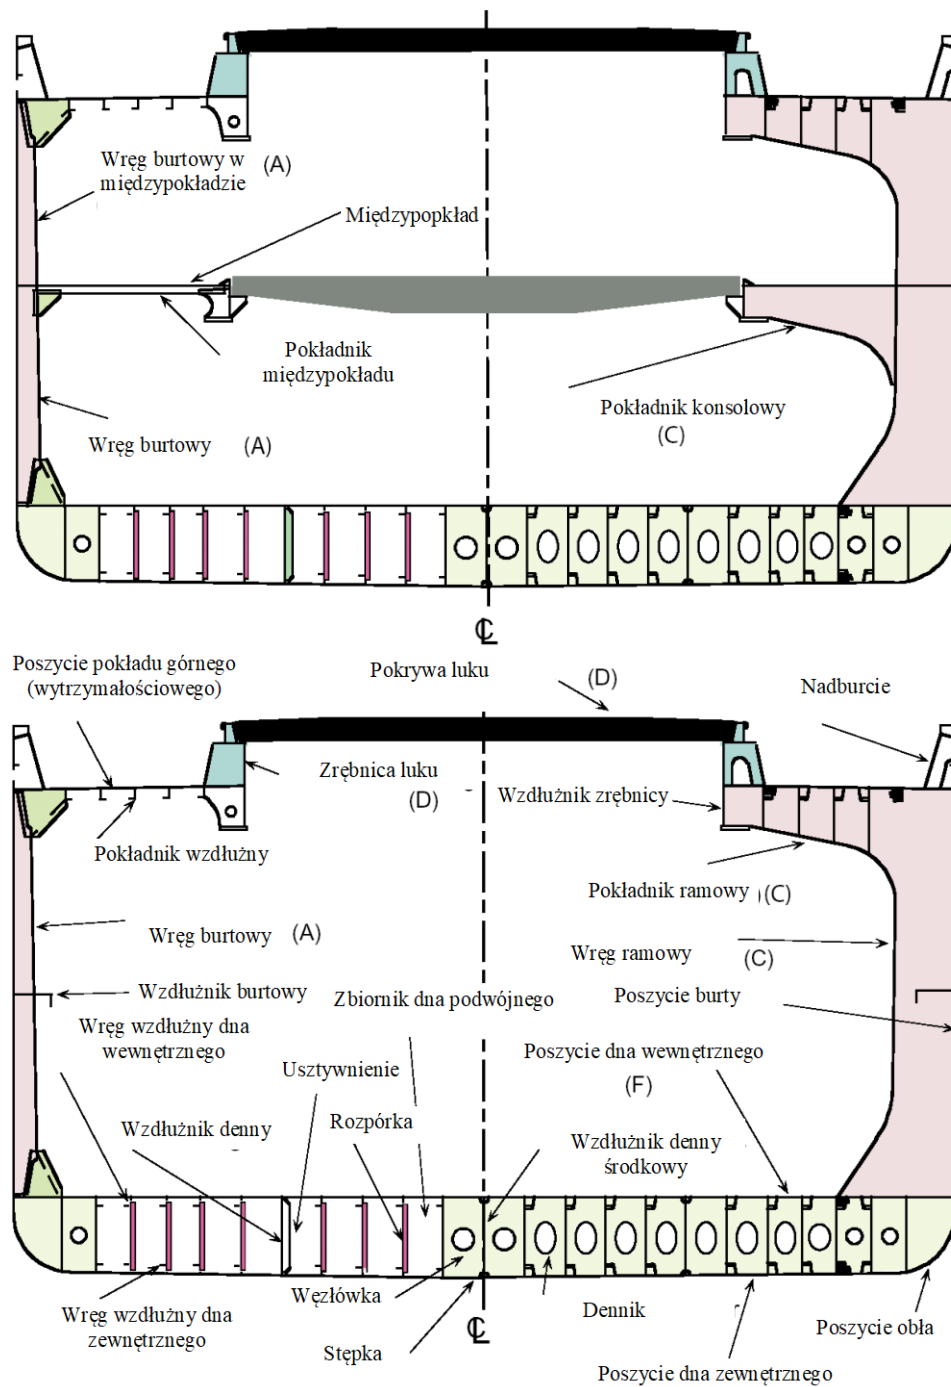 Wręg burtowy w (A)
międzypokładzie
Międzypopkład
Pokładnik
międzypokładu
Pokładnik konsolowy
(C)
Wręg burtowy (A)
℄
Poszycie pokładu górnego
(wytrzymałościowego)
Pokrywa luku (D)
Nadburcie
Zrębnica luku
(D)
Wzdłużnik zrębnicy
Pokładnik wzdłużny
Pokładnik ramowy (C)
Wręg burtowy (A)
Wręg ramowy (C)
Wzdłużnik burtowy
Zbiornik dna podwójnego
Poszycie burty
Wręg wzdłużny dna
wewnętrznego
Poszycie dna wewnętrznego
(F)
Usztywnienie
Rozpórka
Wzdłużnik denny
Wzdłużnik denny
środkowy
Węzłówka
Dennik
Wręg wzdłużny dna
zewnętrznego
Stępka
℄
Poszycie obła
Poszycie dna zewnętrznego